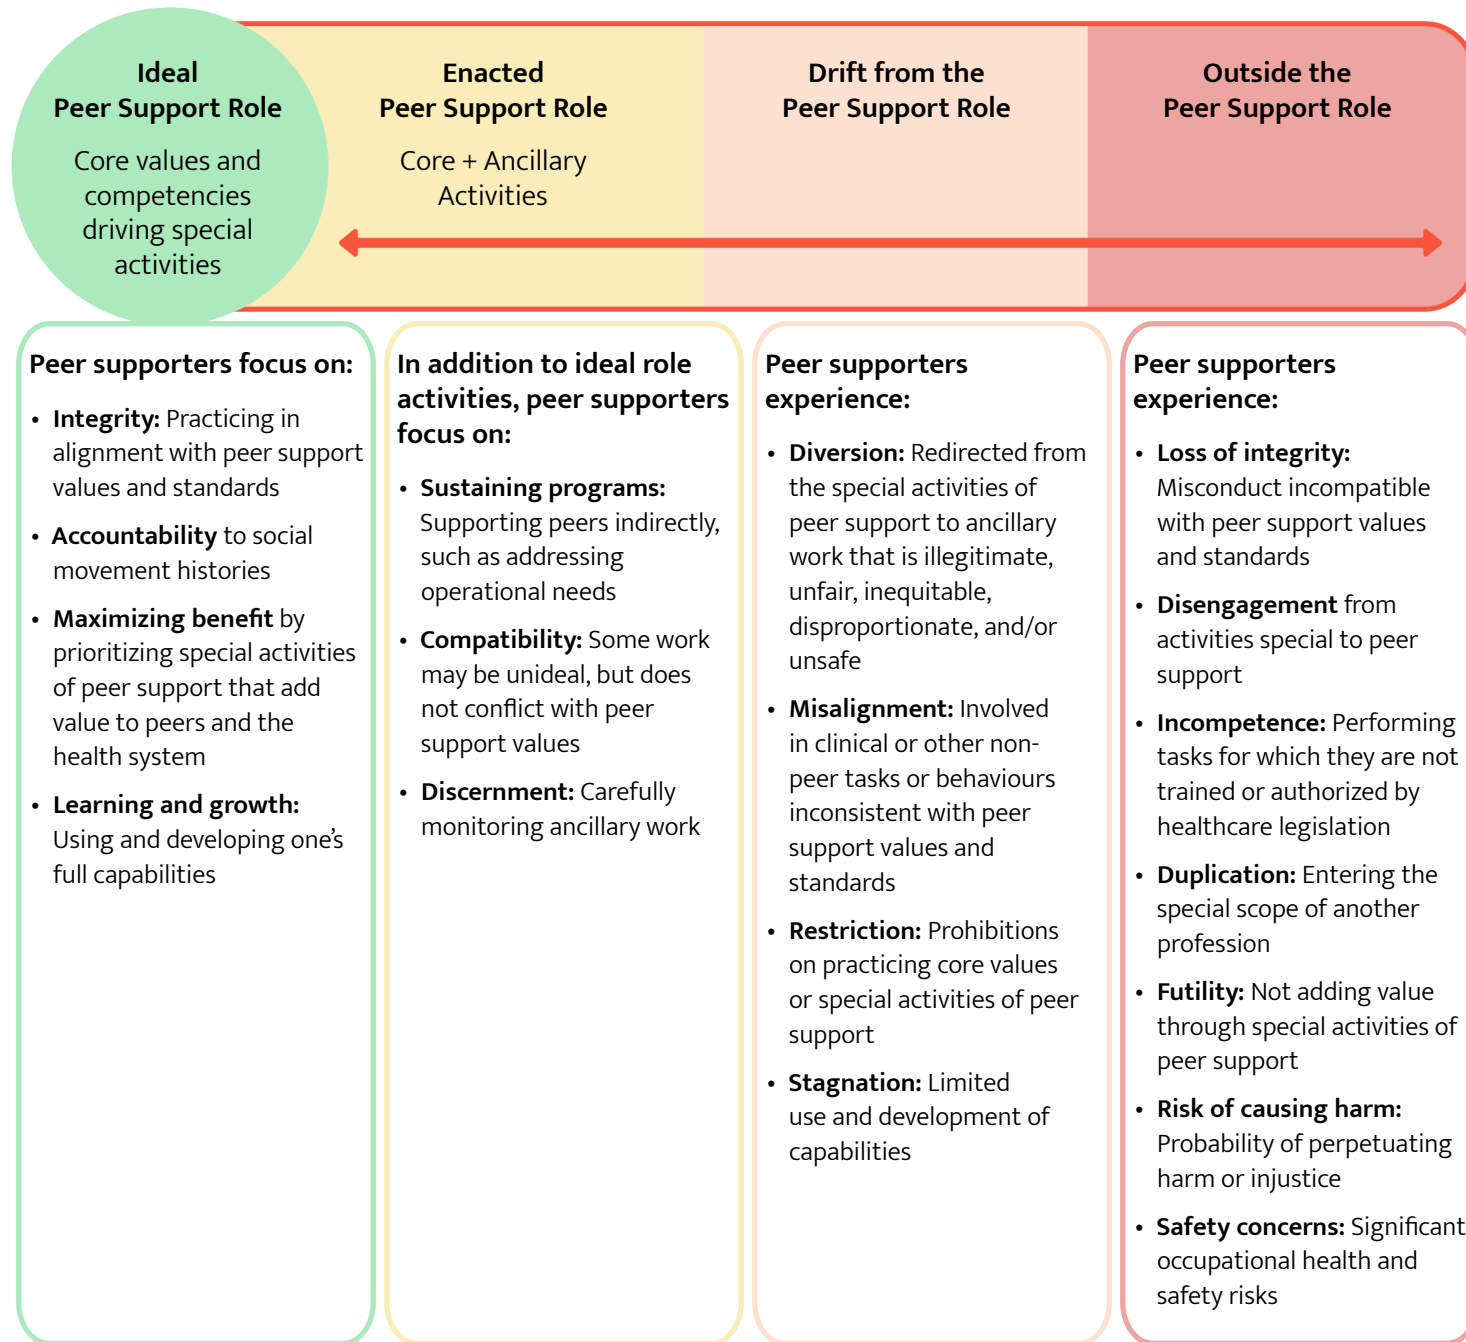 Ideal
Peer Support Role
Core values and
competencies
driving special
activities
Enacted
Peer Support Role
Core + Ancillary
Activities
Drift from the
Peer Support Role
Outside the
Peer Support Role
Peer supporters focus on:
• Integrity: Practicing in
alignment with peer support
values and standards
• Accountability to social
movement histories
• Maximizing benefit by
prioritizing special activities
of peer support that add
value to peers and the
health system
• Learning and growth:
Using and developing one’s
full capabilities
In addition to ideal role
activities, peer supporters
focus on:
• Sustaining programs:
Supporting peers indirectly,
such as addressing
operational needs
• Compatibility: Some work
may be unideal, but does
not conflict with peer
support values
• Discernment: Carefully
monitoring ancillary work
Peer supporters
experience:
• Diversion: Redirected from
the special activities of
peer support to ancillary
work that is illegitimate,
unfair, inequitable,
disproportionate, and/or
unsafe
• Misalignment: Involved
in clinical or other non-
peer tasks or behaviours
inconsistent with peer
support values and
standards
• Restriction: Prohibitions
on practicing core values
or special activities of peer
support
• Stagnation: Limited
use and development of
capabilities
Peer supporters
experience:
• Loss of integrity:
Misconduct incompatible
with peer support values
and standards
• Disengagement from
activities special to peer
support
• Incompetence: Performing
tasks for which they are not
trained or authorized by
healthcare legislation
• Duplication: Entering the
special scope of another
profession
• Futility: Not adding value
through special activities of
peer support
• Risk of causing harm:
Probability of perpetuating
harm or injustice
• Safety concerns: Significant
occupational health and
safety risks